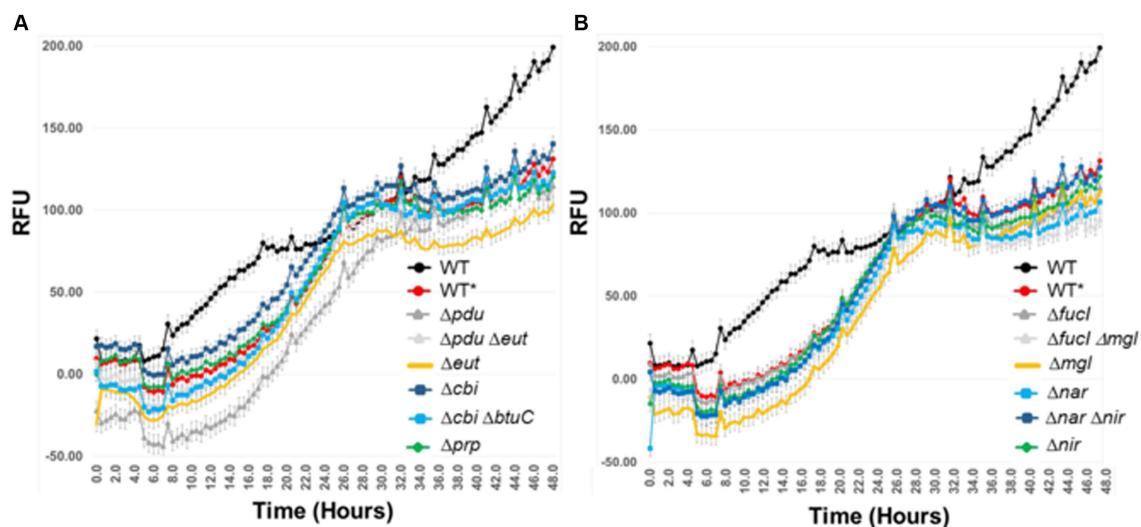 A
RFU
200.00
150.00
100.00
50.00
0.00
-50.00
0.0 2.0 4.0 6.0 8.0 10.0 12.0 14.0 16.0 18.0 20.0 22.0 24.0 26.0 28.0 30.0 32.0 34.0 36.0 38.0 40.0 42.0 44.0 46.0 48.0
Time (Hours)
WT
WT*
Δpdu
Δpdu Δeut
Δeut
Δcbi
Δcbi ΔbtuC
Δprp
B
RFU
200.00
150.00
100.00
50.00
0.00
-50.00
0.0 2.0 4.0 6.0 8.0 10.0 12.0 14.0 16.0 18.0 20.0 22.0 24.0 26.0 28.0 30.0 32.0 34.0 36.0 38.0 40.0 42.0 44.0 46.0 48.0
Time (Hours)
WT
WT*
ΔfucI
ΔfucI Δmgl
Δmgl
Δnar
Δnar Δnir
Δnir